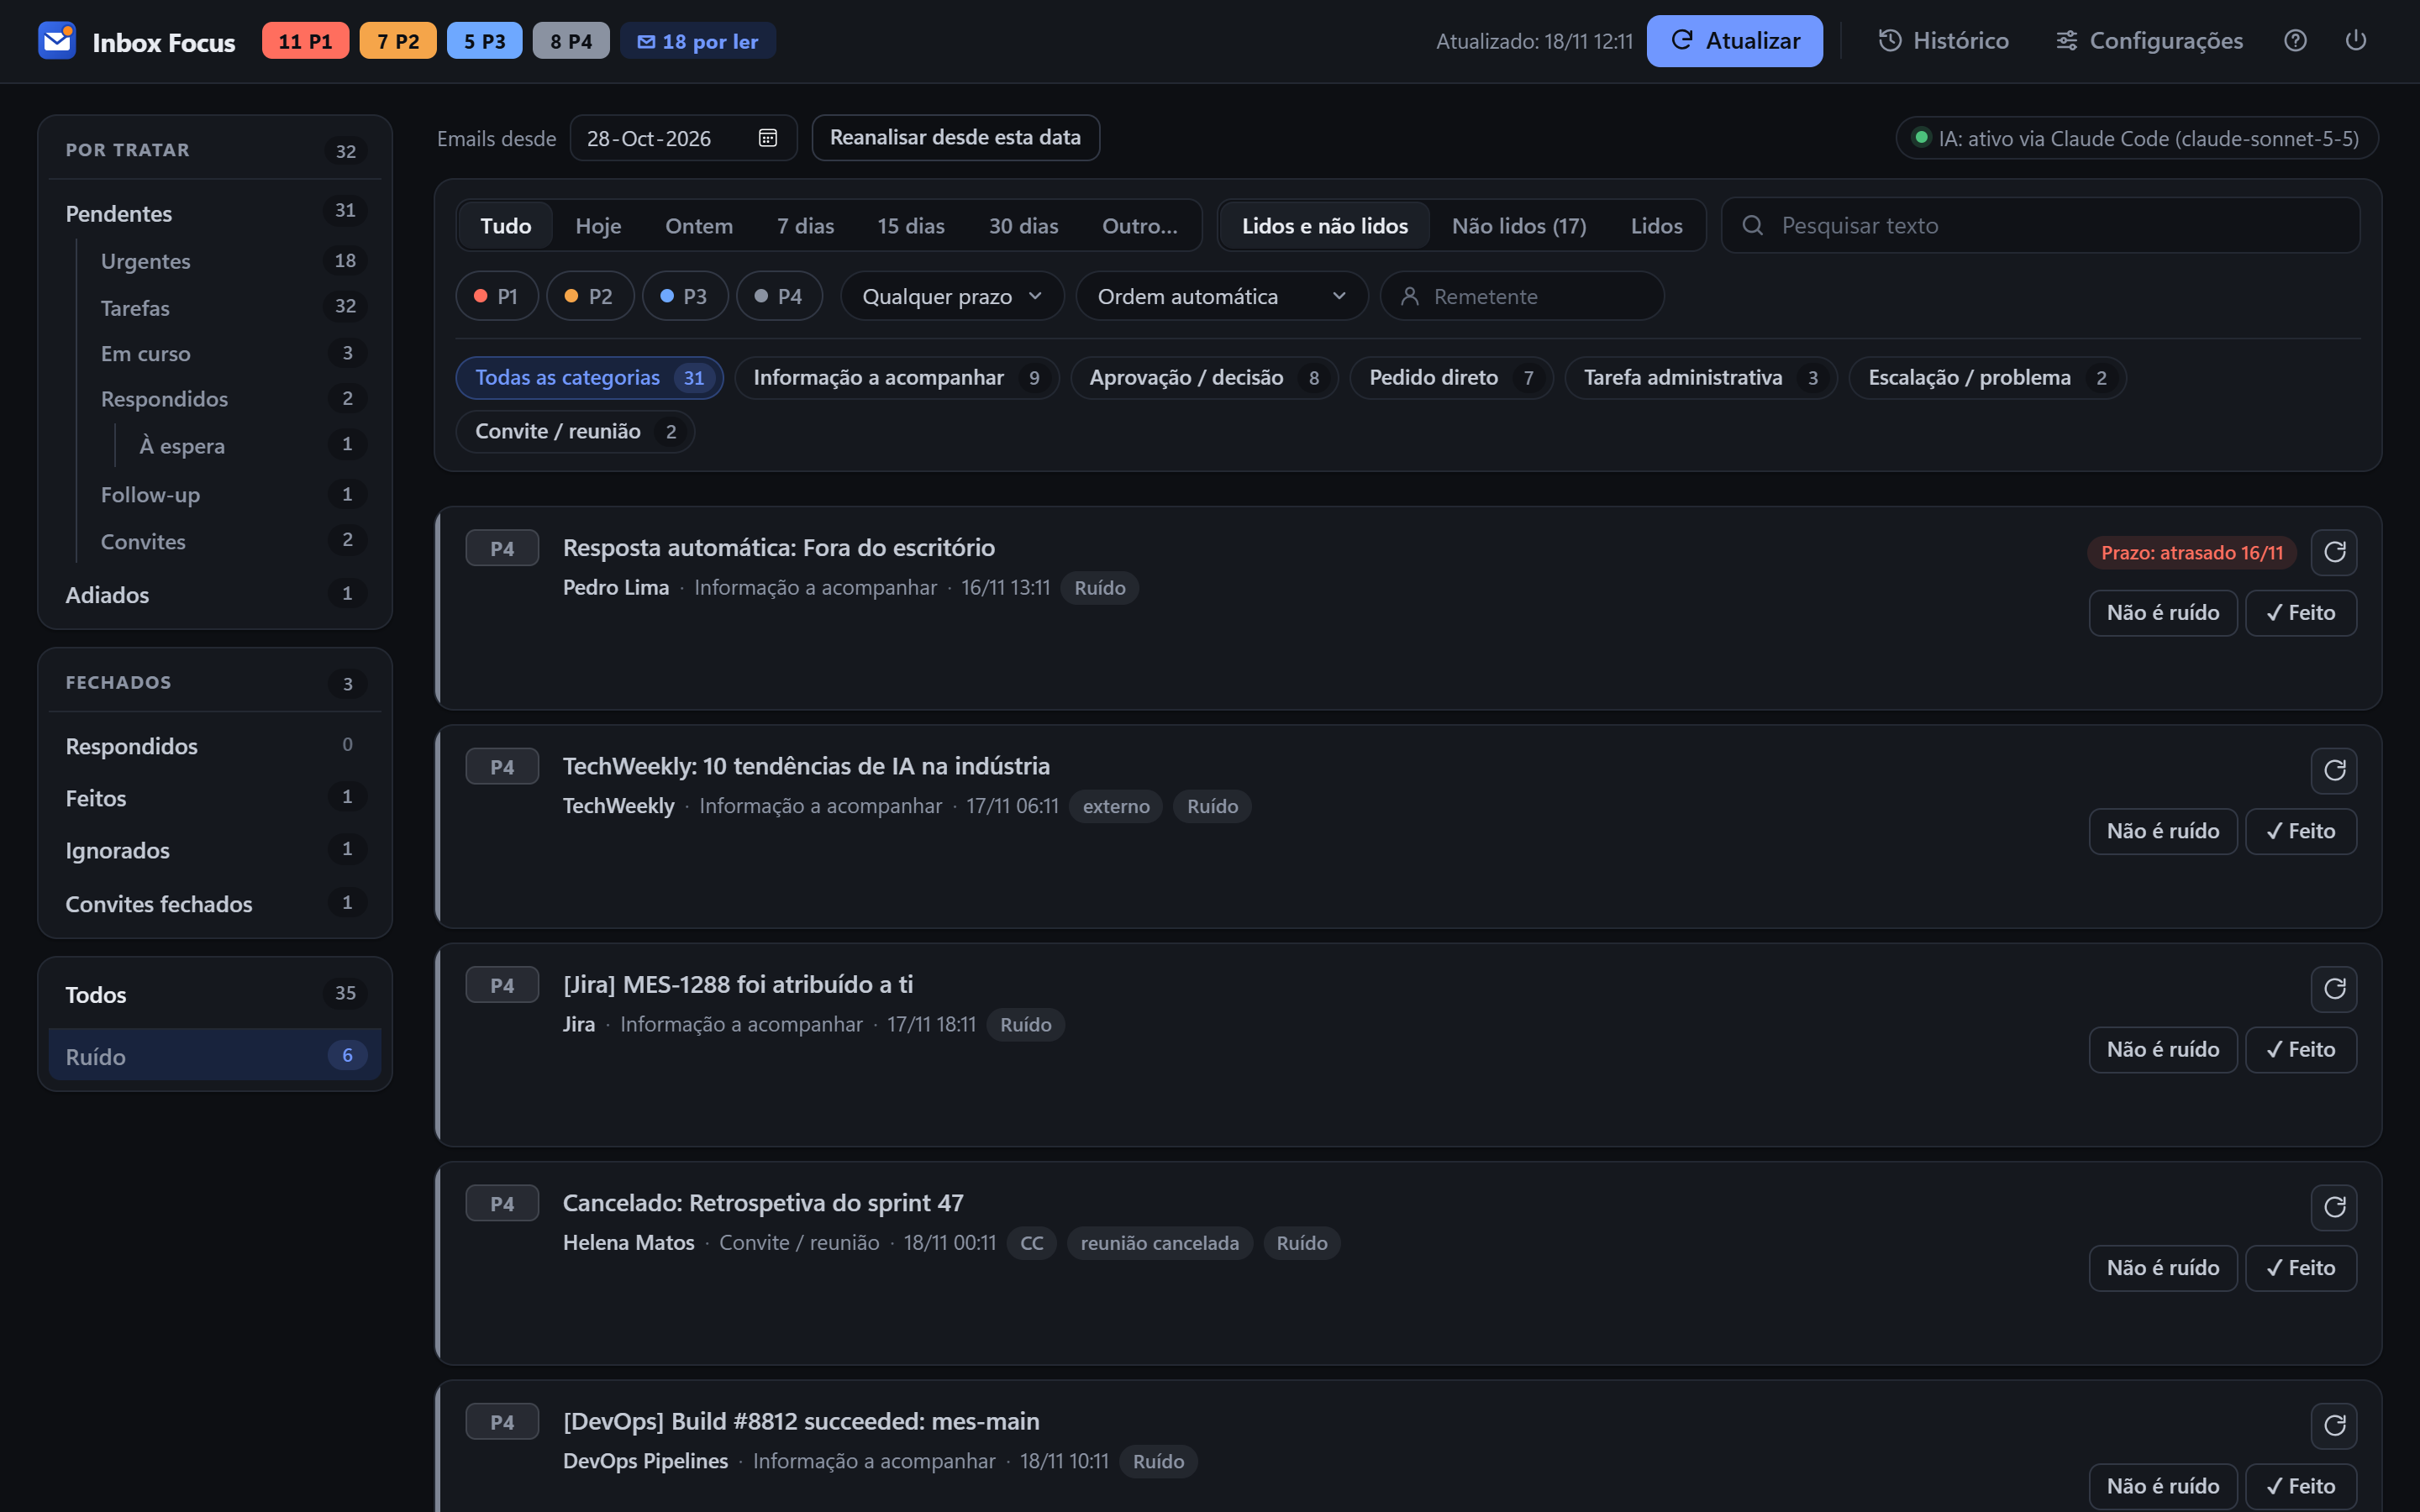 Inbox Focus 11 P1 7 P2 5 P3 8 P4 18 por ler Atualizado: 18/11 12:11 Atualizar Histórico Configurações
POR TRATAR 32
Pendentes 31
Urgentes 18
Tarefas 32
Em curso 3
Respondidos 2
À espera 1
Follow-up 1
Convites 2
Adiados 1
FECHADOS 3
Respondidos 0
Feitos 1
Ignorados 1
Convites fechados 1
Todos 35
Ruído 6
Emails desde 28-Oct-2026 Reanalisar desde esta data IA: ativo via Claude Code (claude-sonnet-5-5)
Tudo Hoje Ontem 7 dias 15 dias 30 dias Outro... Lidos e não lidos Não lidos (17) Lidos Pesquisar texto
P1 P2 P3 P4 Qualquer prazo Ordem automática Remetente
Todas as categorias 31 Informação a acompanhar 9 Aprovação / decisão 8 Pedido direto 7 Tarefa administrativa 3 Escalação / problema 2
Convite / reunião 2
P4 Resposta automática: Fora do escritório Prazo: atrasado 16/11
Pedro Lima · Informação a acompanhar · 16/11 13:11 Ruído
Não é ruído ✓ Feito
P4 TechWeekly: 10 tendências de IA na indústria
TechWeekly · Informação a acompanhar · 17/11 06:11 externo Ruído
Não é ruído ✓ Feito
P4 [Jira] MES-1288 foi atribuído a ti
Jira · Informação a acompanhar · 17/11 18:11 Ruído
Não é ruído ✓ Feito
P4 Cancelado: Retrospetiva do sprint 47
Helena Matos · Convite / reunião · 18/11 00:11 CC reunião cancelada Ruído
Não é ruído ✓ Feito
P4 [DevOps] Build #8812 succeeded: mes-main
DevOps Pipelines · Informação a acompanhar · 18/11 10:11 Ruído
Não é ruído ✓ Feito